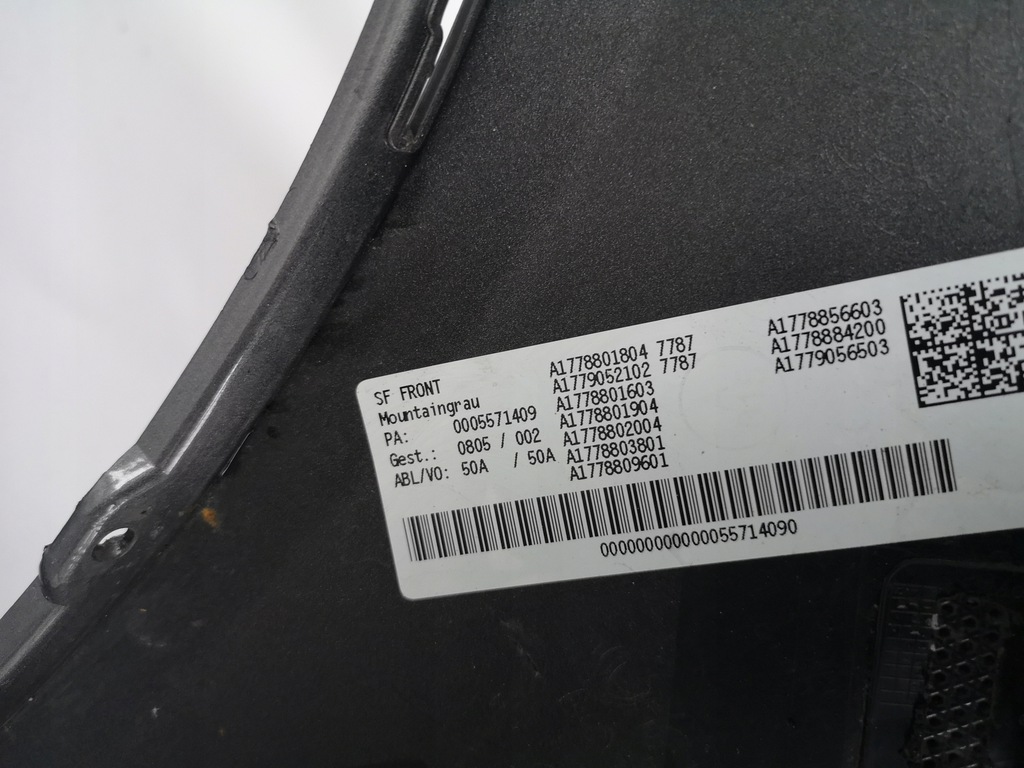 SF FRONT
Mountaingrau
PA: 0005571409
Gest.: 0805 / 002
ABL/VO: 50A / 50A
A1778801804 7787
A1779052102 7787
A1778801603
A1778801904
A1778802004
A1778803801
A1778809601
A1778856603
A1778884200
A1779056503
000000000000055714090